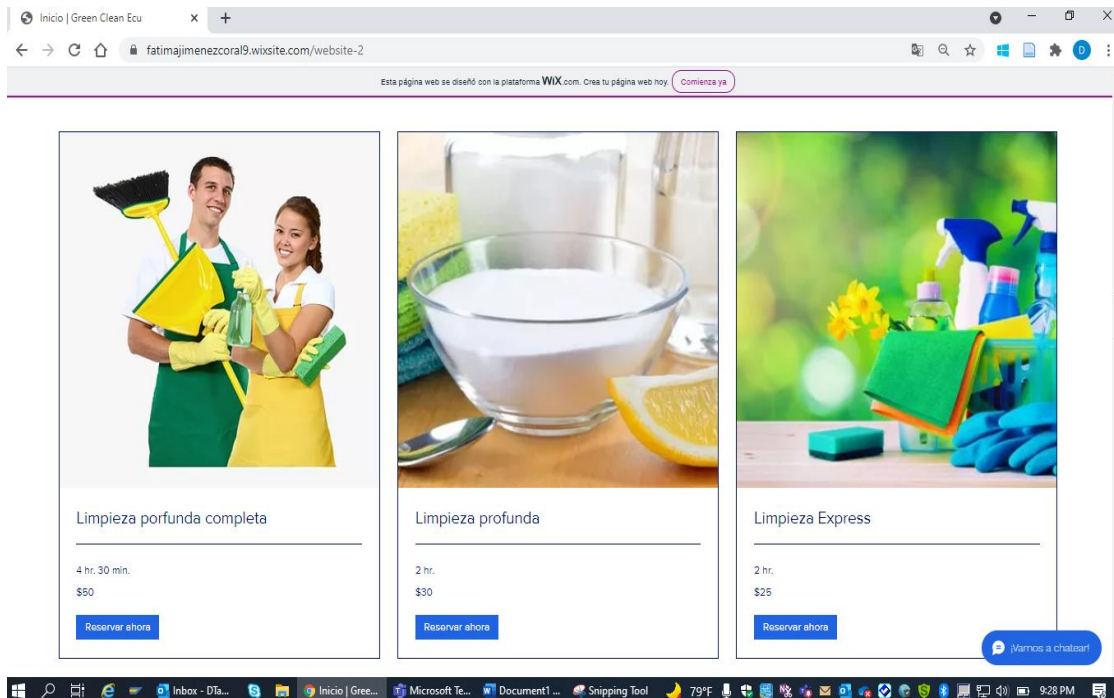 Inicio | Green Clean Ecu
fatimajimenezcoral9.wixsite.com/website-2
Esta página web se diseñó con la plataforma WiX.com. Crea tu página web hoy. Comienza ya
Limpieza porfunda completa
4 hr. 30 min.
$50
Reservar ahora
Limpieza profunda
2 hr.
$30
Reservar ahora
Limpieza Express
2 hr.
$25
Reservar ahora
¡Vamos a chatear!
Inbox - DTa... Inicio | Gree... Microsoft Te... Document1 ... Snipping Tool 79°F 9:28 PM